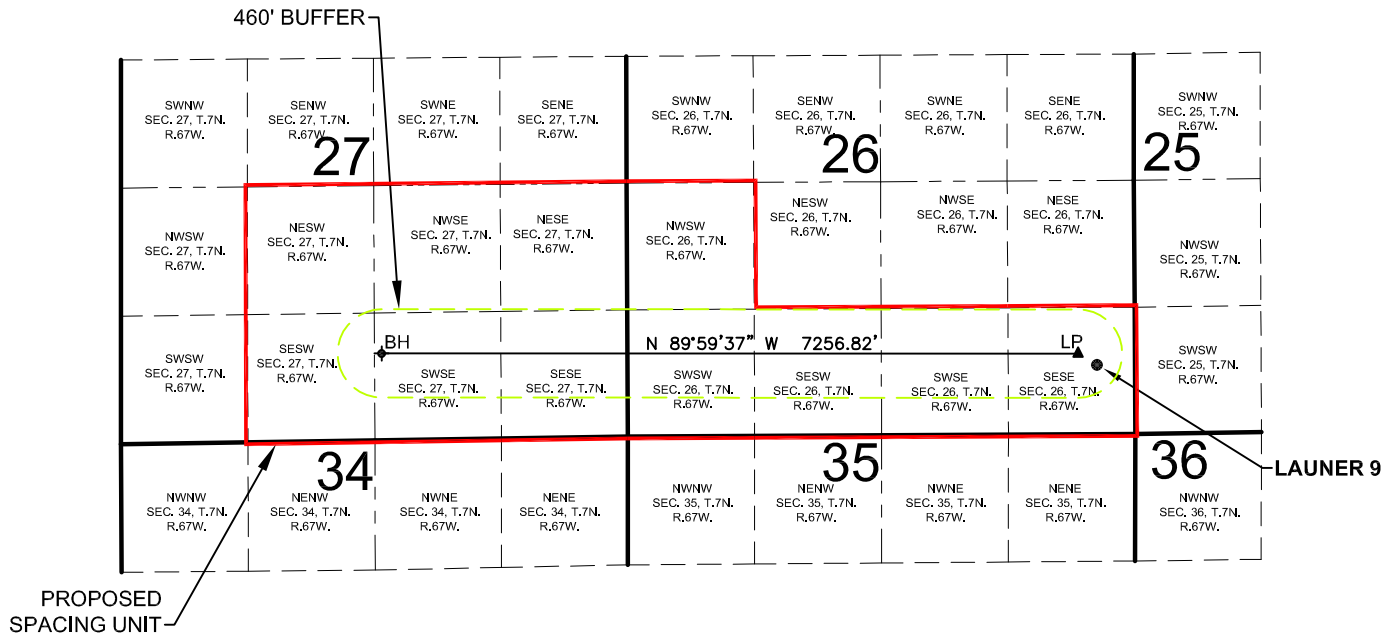 460' BUFFER
SWNW
SEC. 27, T.7N.
R.67W.
SENW
SEC. 27, T.7N.
R.67W.
SWNE
SEC. 27, T.7N.
R.67W.
SENE
SEC. 27, T.7N.
R.67W.
SWNW
SEC. 26, T.7N.
R.67W.
SENW
SEC. 26, T.7N.
R.67W.
SWNE
SEC. 26, T.7N.
R.67W.
SENE
SEC. 26, T.7N.
R.67W.
SWNW
SEC. 25, T.7N.
R.67W.
27
26
25
NWSW
SEC. 27, T.7N.
R.67W.
NESW
SEC. 27, T.7N.
R.67W.
NWSE
SEC. 27, T.7N.
R.67W.
NESE
SEC. 27, T.7N.
R.67W.
NWSW
SEC. 26, T.7N.
R.67W.
NESW
SEC. 26, T.7N.
R.67W.
NWSE
SEC. 26, T.7N.
R.67W.
NESE
SEC. 26, T.7N.
R.67W.
NWSW
SEC. 25, T.7N.
R.67W.
BH
N 89°59'37" W 7256.82'
LP
SWSW
SEC. 27, T.7N.
R.67W.
SESW
SEC. 27, T.7N.
R.67W.
SWSE
SEC. 27, T.7N.
R.67W.
SESE
SEC. 27, T.7N.
R.67W.
SWSW
SEC. 26, T.7N.
R.67W.
SESW
SEC. 26, T.7N.
R.67W.
SWSE
SEC. 26, T.7N.
R.67W.
SESE
SEC. 26, T.7N.
R.67W.
SWSW
SEC. 25, T.7N.
R.67W.
34
35
36
LAUNER 9
NWNW
SEC. 34, T.7N.
R.67W.
NENW
SEC. 34, T.7N.
R.67W.
NWNE
SEC. 34, T.7N.
R.67W.
NENE
SEC. 34, T.7N.
R.67W.
NWNW
SEC. 35, T.7N.
R.67W.
NENW
SEC. 35, T.7N.
R.67W.
NWNE
SEC. 35, T.7N.
R.67W.
NENE
SEC. 35, T.7N.
R.67W.
NWNW
SEC. 36, T.7N.
R.67W.
PROPOSED
SPACING UNIT